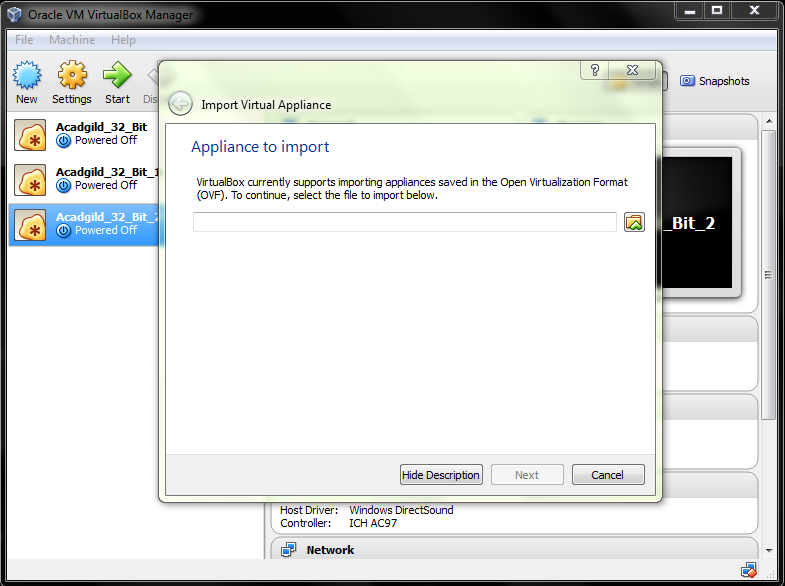 Oracle VM VirtualBox Manager
File Machine Help
New Settings Start Dis
Snapshots
Acadgild_32_Bit
Powered Off
Acadgild_32_Bit_1
Powered Off
Acadgild_32_Bit_2
Powered Off
Import Virtual Appliance
Appliance to import
VirtualBox currently supports importing appliances saved in the Open Virtualization Format
(OVF). To continue, select the file to import below.
_Bit_2
Hide Description Next Cancel
Host Driver: Windows DirectSound
Controller: ICH AC97
Network